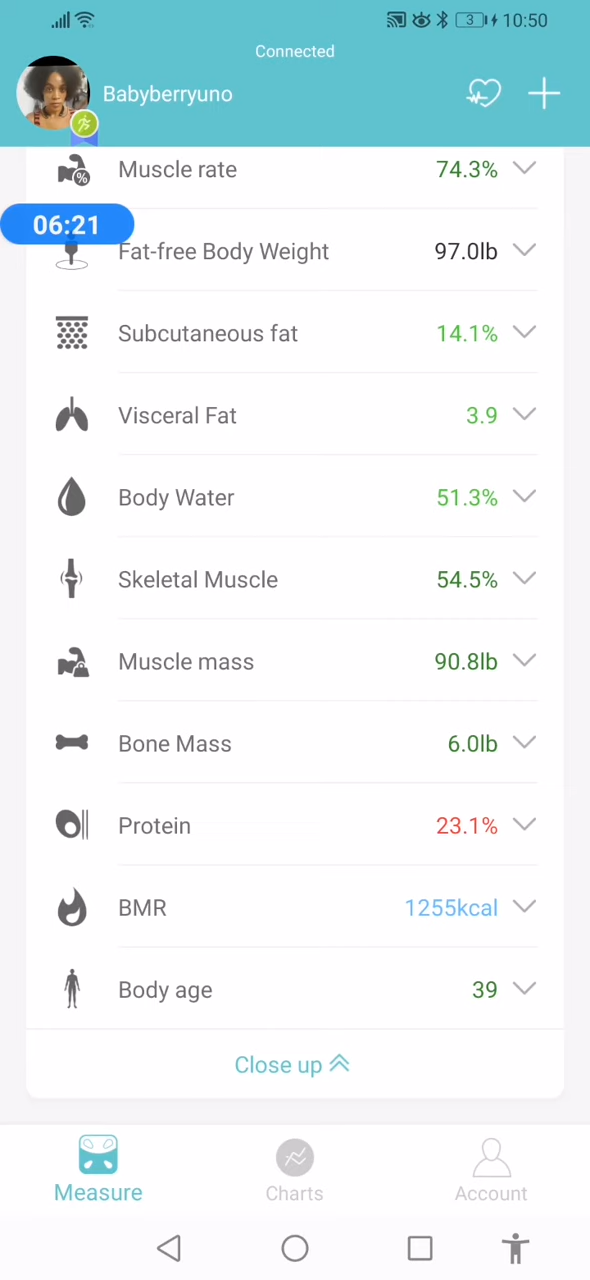 3 10:50
Connected
Babyberryuno
Muscle rate 74.3%
06:21
Fat-free Body Weight 97.0lb
Subcutaneous fat 14.1%
Visceral Fat 3.9
Body Water 51.3%
Skeletal Muscle 54.5%
Muscle mass 90.8lb
Bone Mass 6.0lb
Protein 23.1%
BMR 1255kcal
Body age 39
Close up
Measure Charts Account